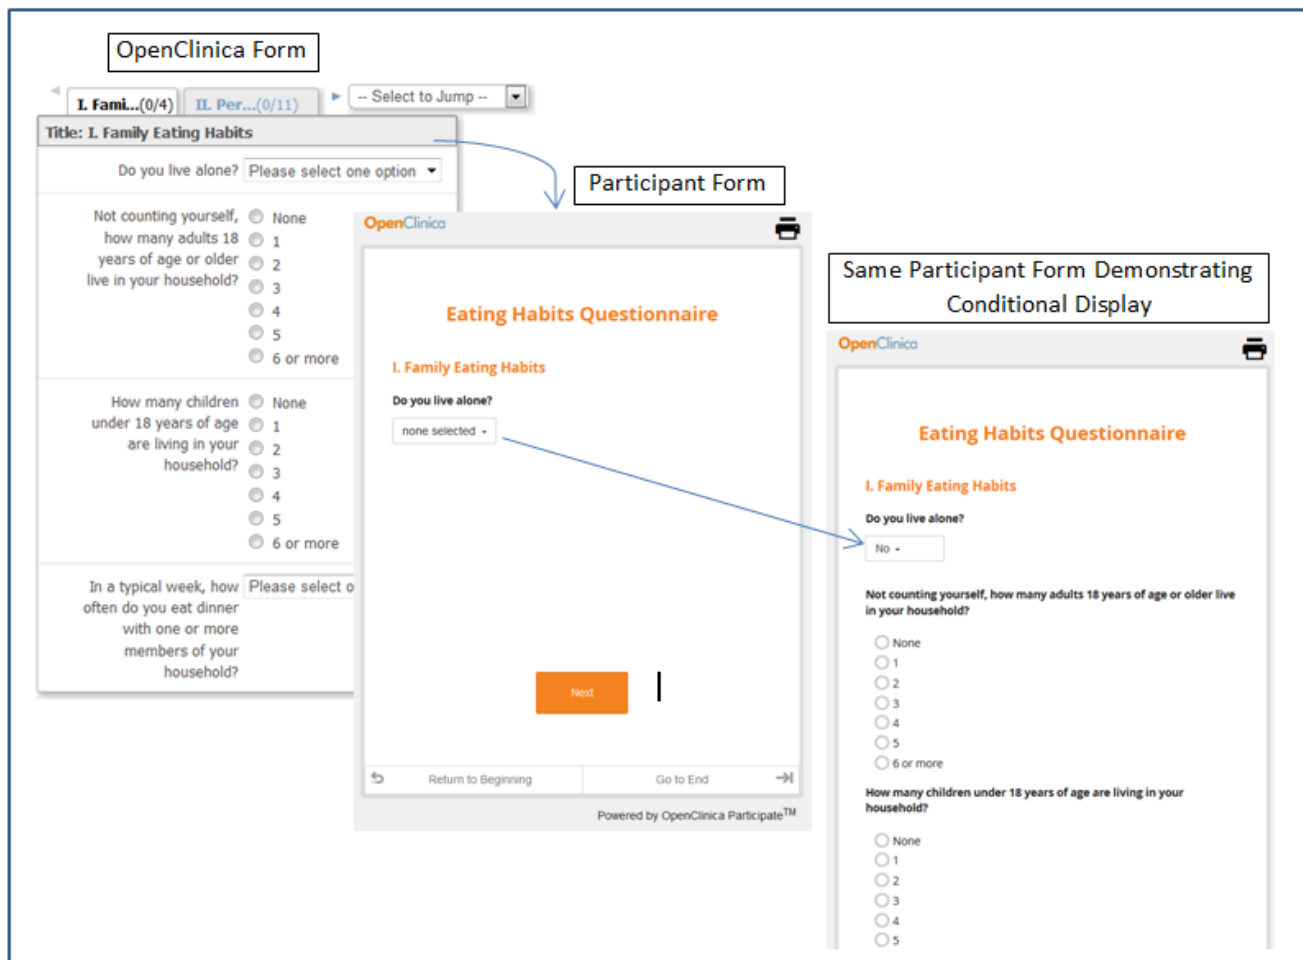 OpenClinica Form
I. Fami...(0/4)
II. Per...(0/11)
-- Select to Jump --
Title: I. Family Eating Habits
Do you live alone?
Please select one option
Not counting yourself,
how many adults 18
years of age or older
live in your household?
None
1
2
3
4
5
6 or more
How many children
under 18 years of age
are living in your
household?
None
1
2
3
4
5
6 or more
In a typical week, how
often do you eat dinner
with one or more
members of your
household?
Please select o
Participant Form
OpenClinica
Eating Habits Questionnaire
I. Family Eating Habits
Do you live alone?
none selected
Next
Return to Beginning
Go to End
Powered by OpenClinica Participate™
Same Participant Form Demonstrating
Conditional Display
OpenClinica
Eating Habits Questionnaire
I. Family Eating Habits
Do you live alone?
No
Not counting yourself, how many adults 18 years of age or older live
in your household?
None
1
2
3
4
5
6 or more
How many children under 18 years of age are living in your
household?
None
1
2
3
4
5